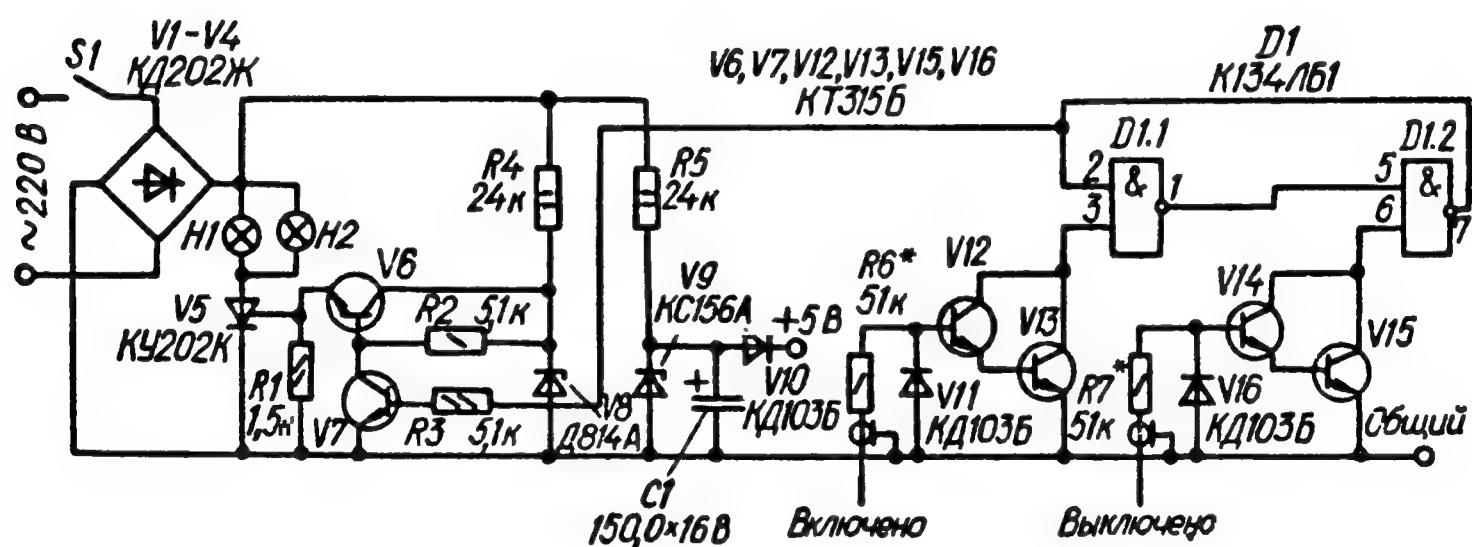 S1
V1-V4
КД202Ж
~220 В
H1
H2
V5
КУ202К
R1
1,5к
V6
V7
R2
5,1к
R3
5,1к
R4
24к
R5
24к
V8
Д814А
V9
КС156А
+
C1
150,0×16В
V10
КД103Б
+5В
V6, V7, V12, V13, V15, V16
КТ315Б
R6*
51к
V11
КД103Б
V12
V13
Включено
D1
К134ЛБ1
D1.1
&
2
3
1
D1.2
&
5
6
7
V14
V15
R7*
51к
V16
КД103Б
Выключено
Общий